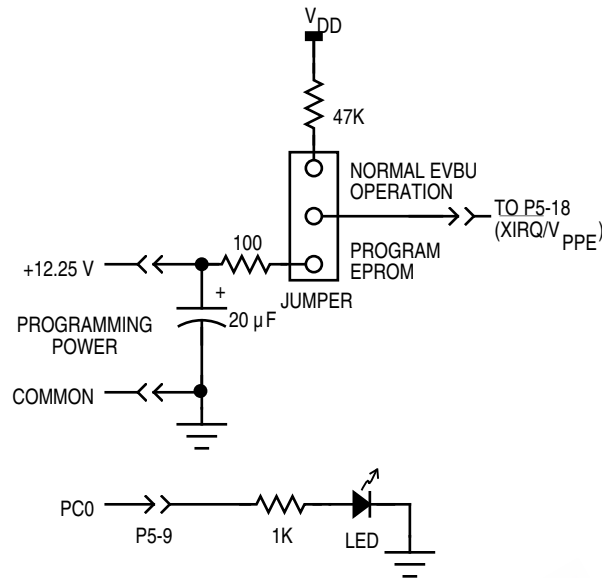 VDD
47K
NORMAL EVBU
OPERATION
TO P5-18
(XIRQ/VPPE)
PROGRAM
EPROM
100
+12.25 V
JUMPER
+
20 µF
PROGRAMMING
POWER
COMMON
PC0
P5-9
1K
LED